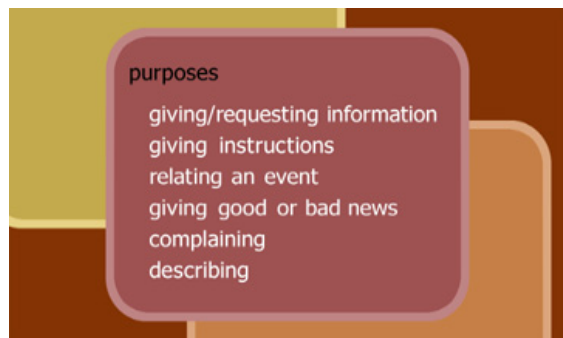 purposes
giving/requesting information
giving instructions
relating an event
giving good or bad news
complaining
describing